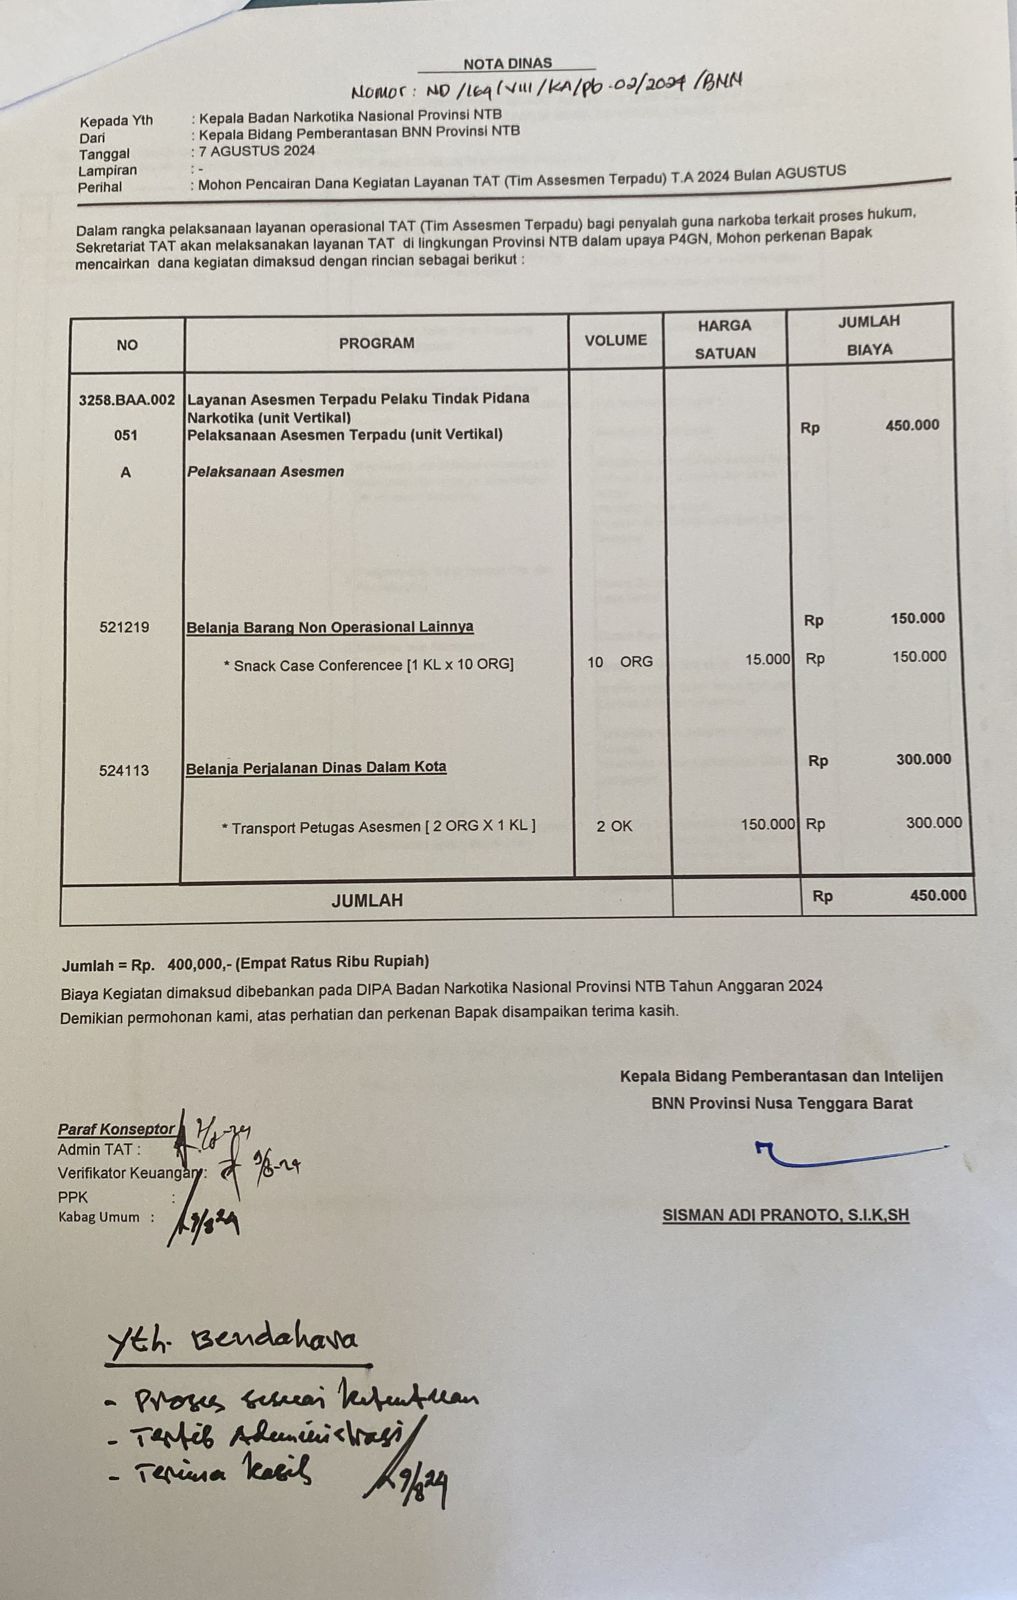 NOTA DINAS
Nomor : ND /169/VIII/KA/Pb.02/2024 /BNN
Kepada Yth : Kepala Badan Narkotika Nasional Provinsi NTB
Dari : Kepala Bidang Pemberantasan BNN Provinsi NTB
Tanggal : 7 AGUSTUS 2024
Lampiran : -
Perihal : Mohon Pencairan Dana Kegiatan Layanan TAT (Tim Assesmen Terpadu) T.A 2024 Bulan AGUSTUS
Dalam rangka pelaksanaan layanan operasional TAT (Tim Assesmen Terpadu) bagi penyalah guna narkoba terkait proses hukum,
Sekretariat TAT akan melaksanakan layanan TAT di lingkungan Provinsi NTB dalam upaya P4GN, Mohon perkenan Bapak
mencairkan dana kegiatan dimaksud dengan rincian sebagai berikut :
NO PROGRAM VOLUME HARGA SATUAN JUMLAH BIAYA
3258.BAA.002 Layanan Asesmen Terpadu Pelaku Tindak Pidana
Narkotika (unit Vertikal)
051 Pelaksanaan Asesmen Terpadu (unit Vertikal) Rp 450.000
A Pelaksanaan Asesmen
521219 Belanja Barang Non Operasional Lainnya Rp 150.000
* Snack Case Conferencee [1 KL x 10 ORG] 10 ORG 15.000 Rp 150.000
524113 Belanja Perjalanan Dinas Dalam Kota Rp 300.000
* Transport Petugas Asesmen [ 2 ORG X 1 KL ] 2 OK 150.000 Rp 300.000
JUMLAH Rp 450.000
Jumlah = Rp. 400,000,- (Empat Ratus Ribu Rupiah)
Biaya Kegiatan dimaksud dibebankan pada DIPA Badan Narkotika Nasional Provinsi NTB Tahun Anggaran 2024
Demikian permohonan kami, atas perhatian dan perkenan Bapak disampaikan terima kasih.
Kepala Bidang Pemberantasan dan Intelijen
BNN Provinsi Nusa Tenggara Barat
Paraf Konseptor
Admin TAT :
Verifikator Keuangan : 9/8-24
PPK :
Kabag Umum : 9/8 24
SISMAN ADI PRANOTO, S.I.K,SH
Yth. Bendahara
- Proses sesuai ketentuan
- Tertib Administrasi
- Terima kasih 9/8 24